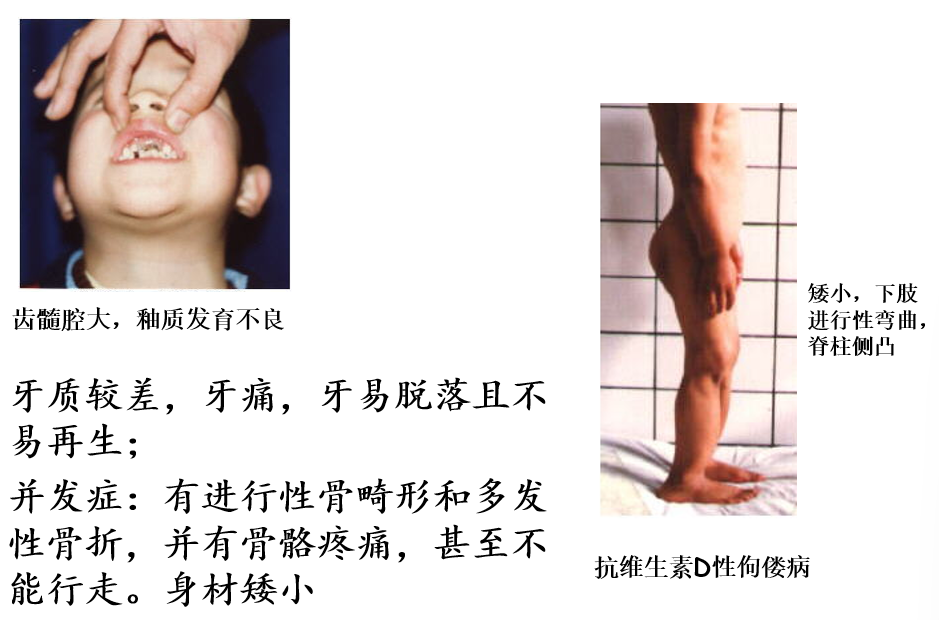 齿髓腔大，釉质发育不良
牙质较差，牙痛，牙易脱落且不
易再生；
并发症：有进行性骨畸形和多发
性骨折，并有骨骼疼痛，甚至不
能行走。身材矮小
矮小，下肢
进行性弯曲，
脊柱侧凸
抗维生素D性佝偻病